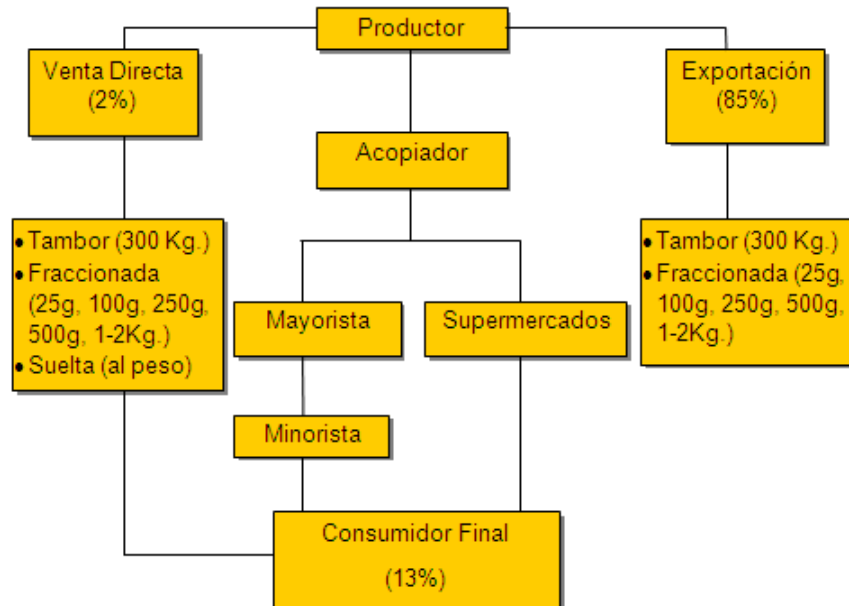 Productor
Venta Directa
(2%)
Exportación
(85%)
Acopiador
• Tambor (300 Kg.)
• Fraccionada
(25g, 100g, 250g,
500g, 1-2Kg.)
• Suelta (al peso)
• Tambor (300 Kg.)
• Fraccionada (25g,
100g, 250g, 500g,
1-2Kg.)
Mayorista
Supermercados
Minorista
Consumidor Final
(13%)